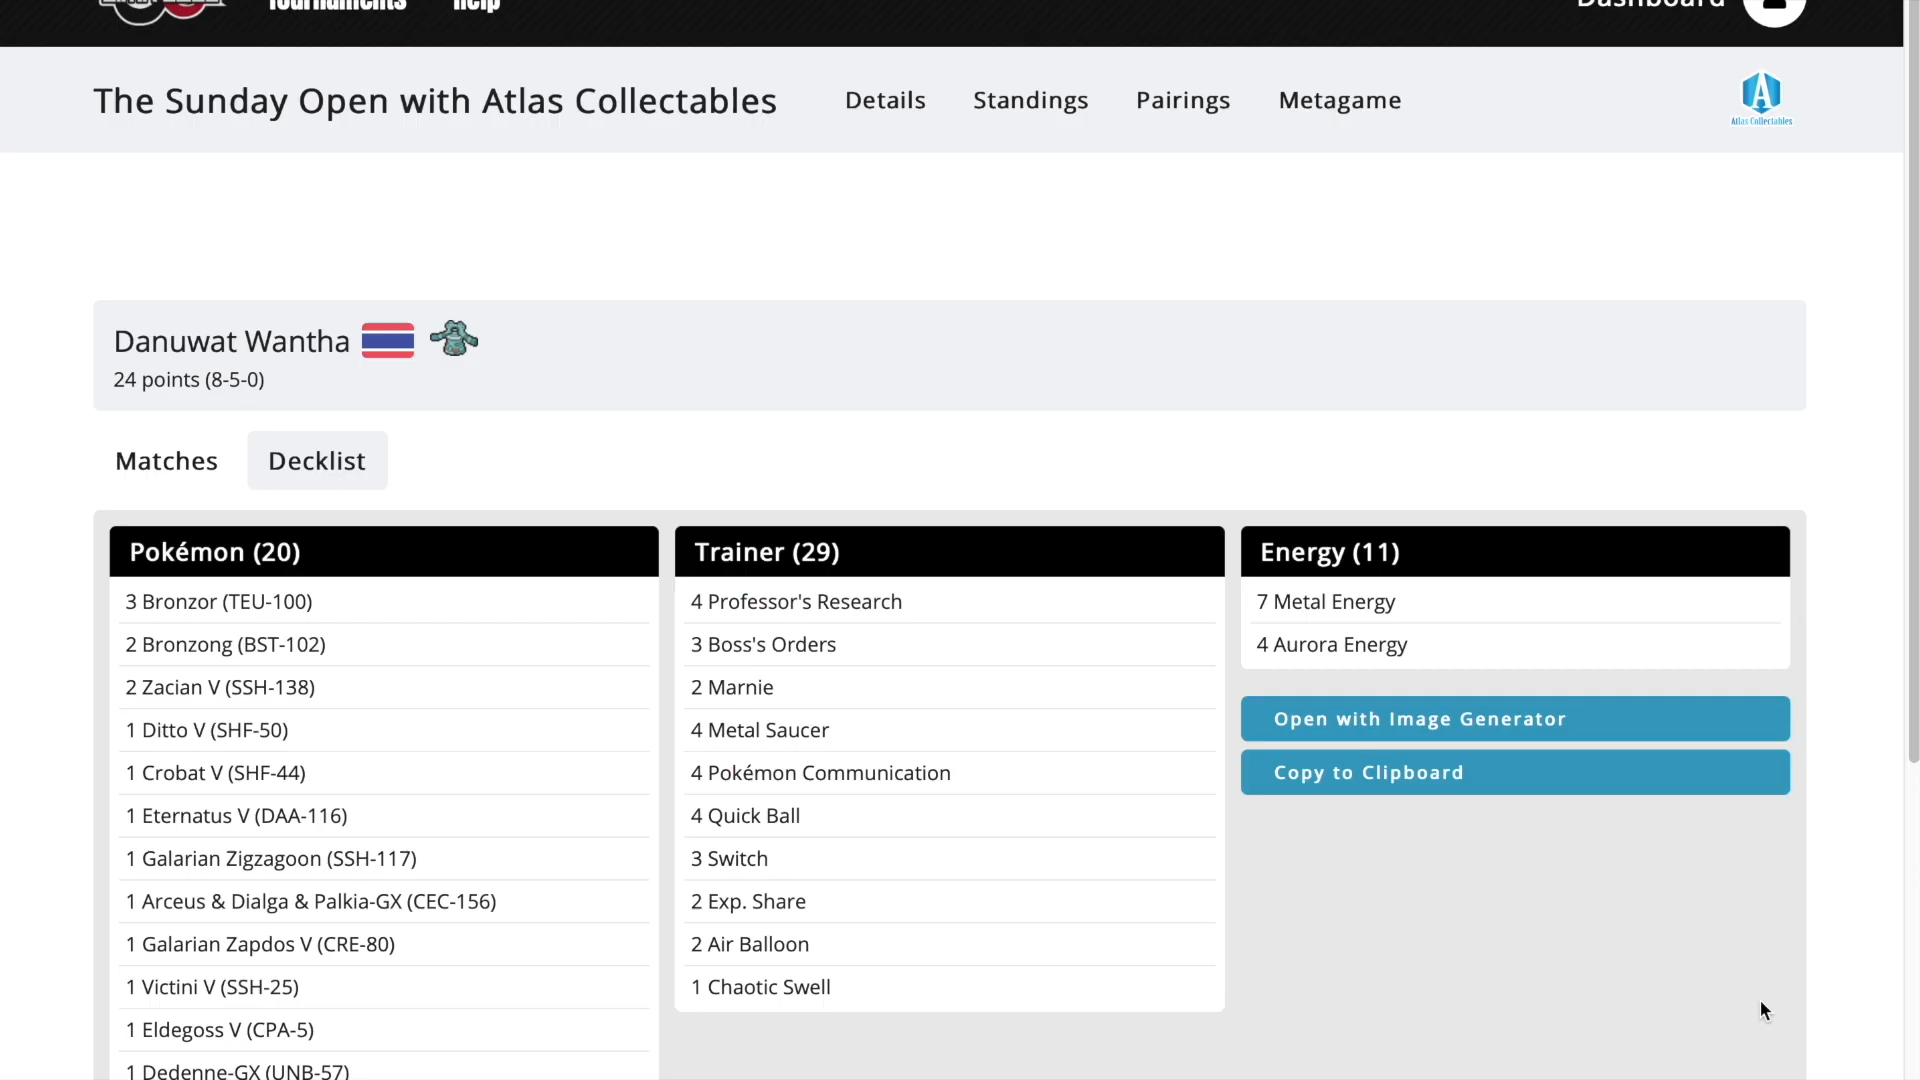 Tournaments
Help
Dashboard
The Sunday Open with Atlas Collectables
Details
Standings
Pairings
Metagame
A
Atlas Collectables
Danuwat Wantha
24 points (8-5-0)
Matches
Decklist
Pokémon (20)
3 Bronzor (TEU-100)
2 Bronzong (BST-102)
2 Zacian V (SSH-138)
1 Ditto V (SHF-50)
1 Crobat V (SHF-44)
1 Eternatus V (DAA-116)
1 Galarian Zigzagoon (SSH-117)
1 Arceus & Dialga & Palkia-GX (CEC-156)
1 Galarian Zapdos V (CRE-80)
1 Victini V (SSH-25)
1 Eldegoss V (CPA-5)
1 Dedenne-GX (UNB-57)
Trainer (29)
4 Professor's Research
3 Boss's Orders
2 Marnie
4 Metal Saucer
4 Pokémon Communication
4 Quick Ball
3 Switch
2 Exp. Share
2 Air Balloon
1 Chaotic Swell
Energy (11)
7 Metal Energy
4 Aurora Energy
Open with Image Generator
Copy to Clipboard